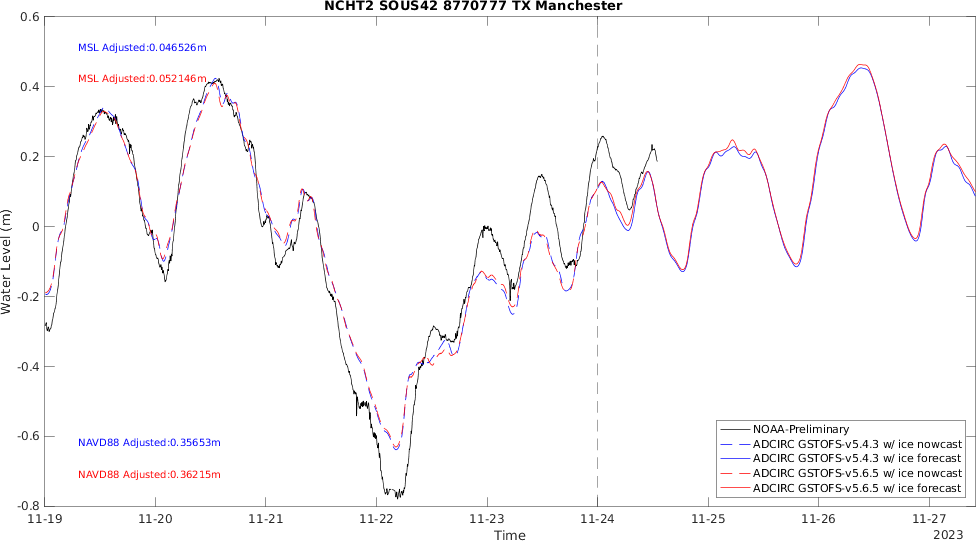 NCHT2 SOUS42 8770777 TX Manchester
0.6
MSL Adjusted:0.046526m
MSL Adjusted:0.052146m
0.4
0.2
0
-0.2
-0.4
-0.6
-0.8
Water Level (m)
NAVD88 Adjusted:0.35653m
NAVD88 Adjusted:0.36215m
NOAA-Preliminary
ADCIRC GSTOFS-v5.4.3 w/ ice nowcast
ADCIRC GSTOFS-v5.4.3 w/ ice forecast
ADCIRC GSTOFS-v5.6.5 w/ ice nowcast
ADCIRC GSTOFS-v5.6.5 w/ ice forecast
11-19 11-20 11-21 11-22 11-23 11-24 11-25 11-26 11-27
Time
2023